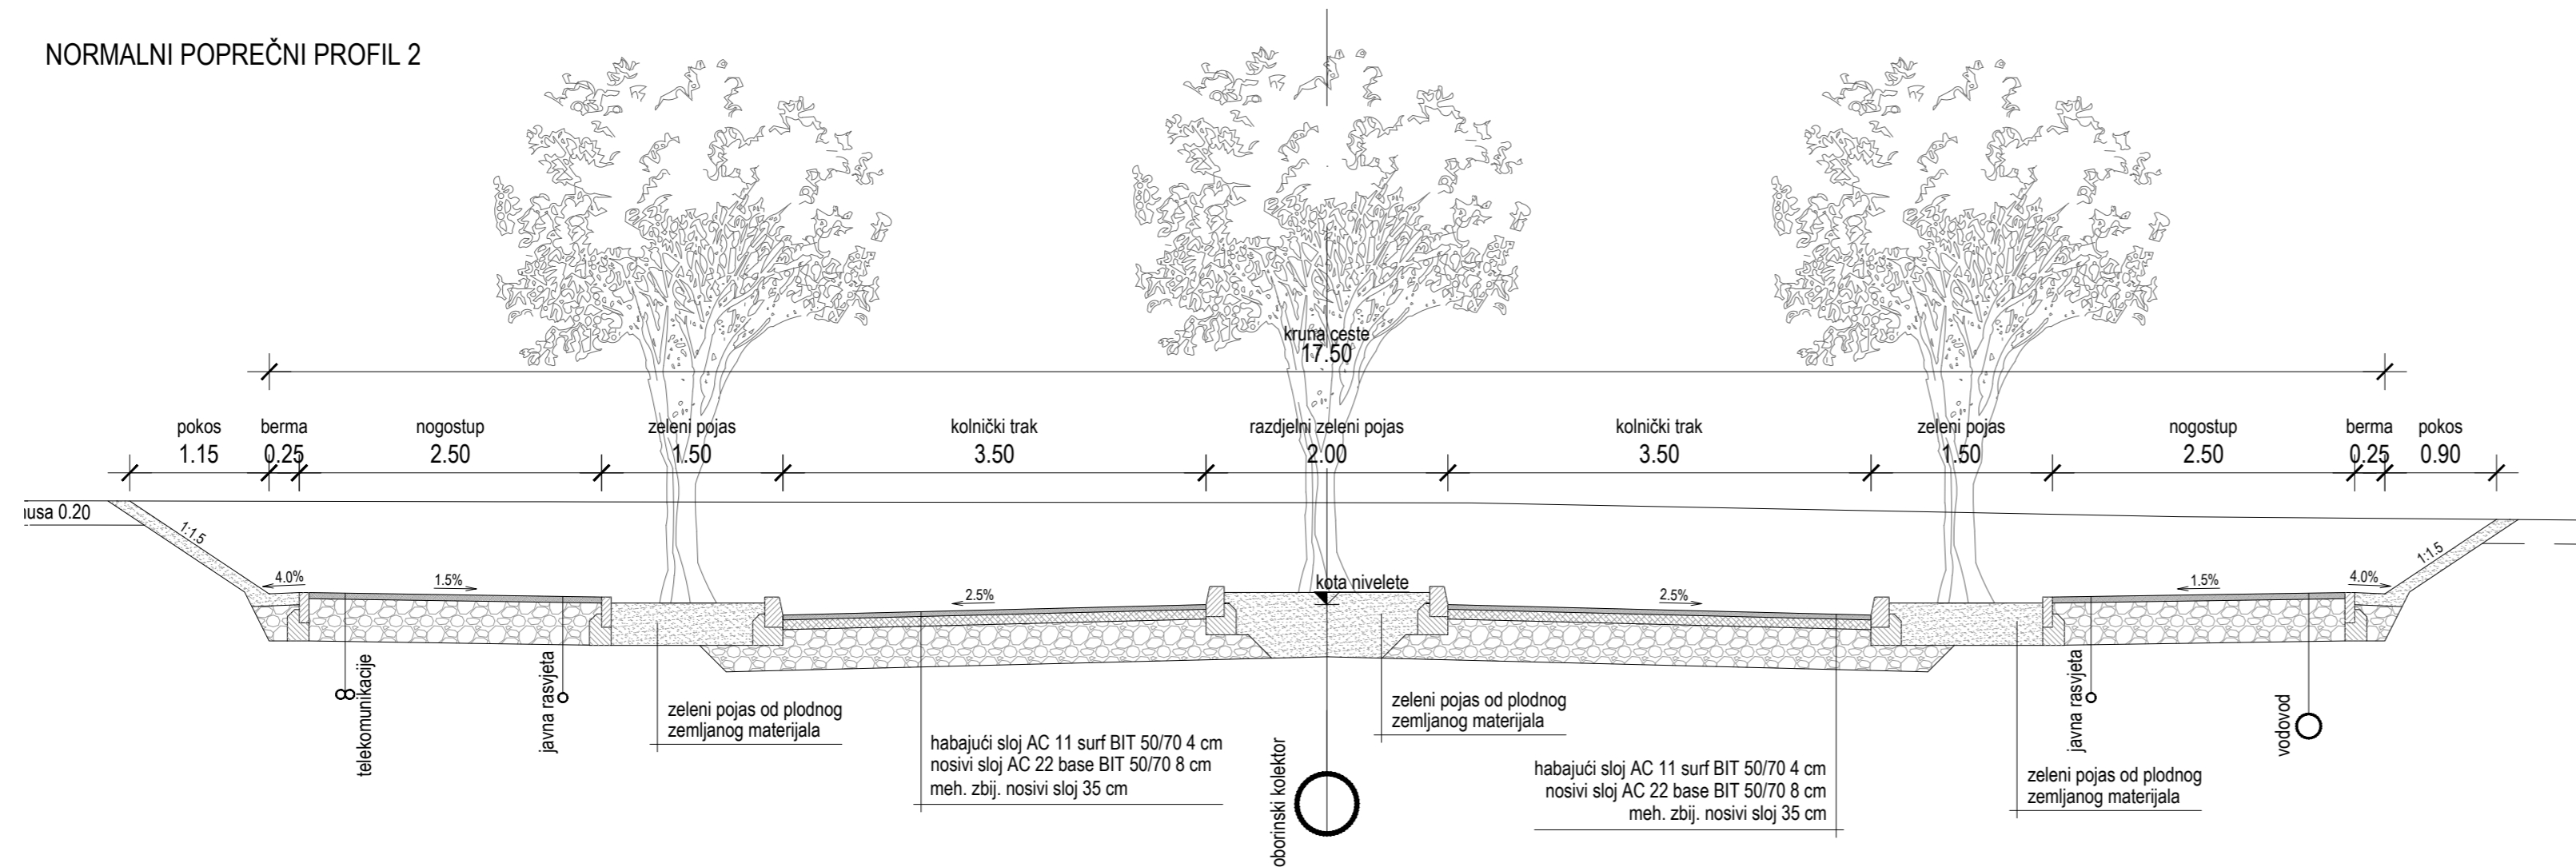 NORMALNI POPREČNI PROFIL 2
kruna ceste
17.50
pokos berma nogostup zeleni pojas kolnički trak razdjelni zeleni pojas kolnički trak zeleni pojas nogostup berma pokos
1.15 0.25 2.50 1.50 3.50 2.00 3.50 1.50 2.50 0.25 0.90
usa 0.20
1:1.5
1:1.5
4.0% 1.5% 2.5% kota nivelete 2.5% 1.5% 4.0%
telekomunikacije
javna rasvjeta
zeleni pojas od plodnog
zemljanog materijala
habajući sloj AC 11 surf BIT 50/70 4 cm
nosivi sloj AC 22 base BIT 50/70 8 cm
meh. zbij. nosivi sloj 35 cm
oborinski kolektor
zeleni pojas od plodnog
zemljanog materijala
habajući sloj AC 11 surf BIT 50/70 4 cm
nosivi sloj AC 22 base BIT 50/70 8 cm
meh. zbij. nosivi sloj 35 cm
zeleni pojas od plodnog
zemljanog materijala
javna rasvjeta
vodovod